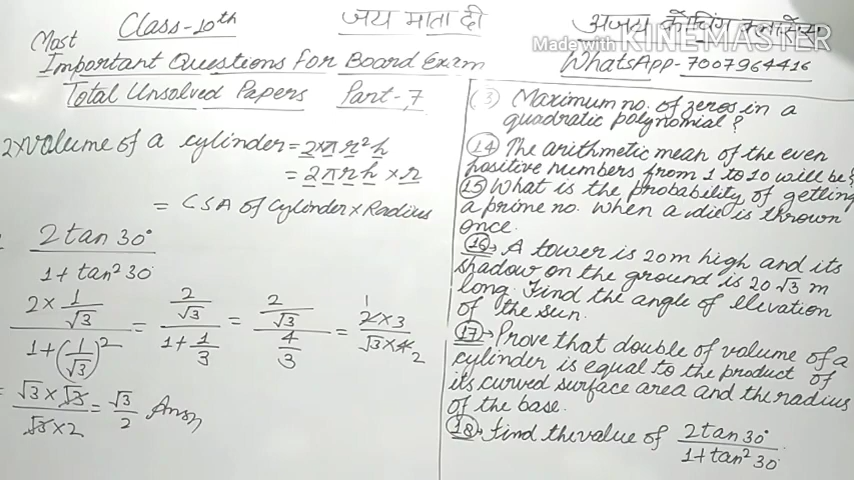 Class-10th
जय माता दी
अजय कोचिंग क्लासेस
Made with KINEMASTER
Most
Important Questions for Board Exam
WhatsApp-7007964416
Total Unsolved Papers Part-7
2×volume of a cylinder = 2×πr²h
= 2πrh × r
= CSA of Cylinder × Radius
2tan30°
1+tan²30
2 × 1/√3 / 1+(1/√3)² = 2/√3 / 1+1/3 = 2/√3 / 4/3 = 1 2×3 / √3×4 2
= √3×√3 / √3×2 = √3/2 Ans
(3) Maximum no. of zeros in a
quadratic polynomial?
(14) The arithmetic mean of the even
positive numbers from 1 to 10 will be?
(15) What is the probability of getting
a prime no. when a die is thrown
once.
(16)→ A tower is 20m high and its
shadow on the ground is 20√3 m
long. Find the angle of elevation
of the sun.
(17)→ Prove that double of volume of a
cylinder is equal to the product of
its curved surface area and the radius
of the base.
(18)→ Find the value of 2tan30°
1+tan²30